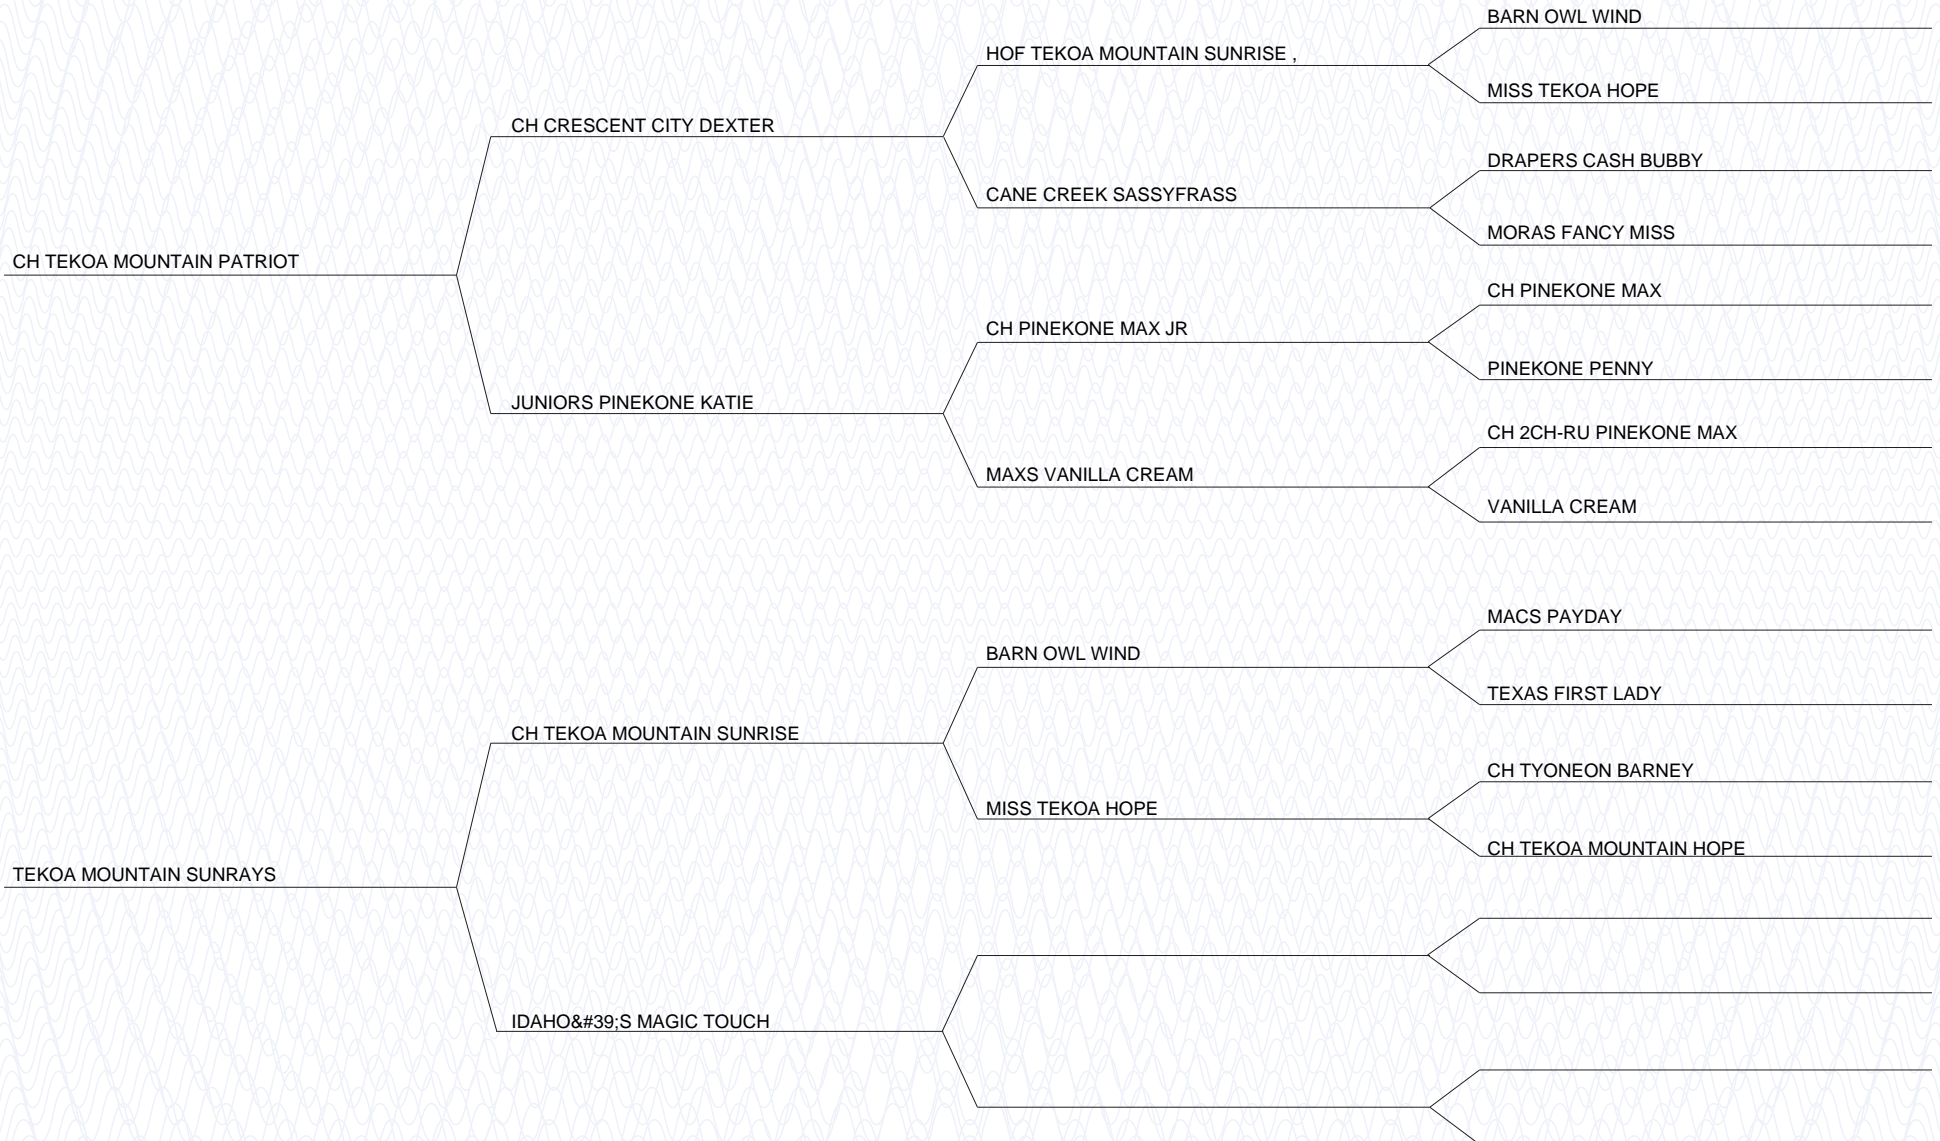 BARN OWL WIND
HOF TEKOA MOUNTAIN SUNRISE ,
MISS TEKOA HOPE
CH CRESCENT CITY DEXTER
DRAPERS CASH BUBBY
CANE CREEK SASSYFRASS
MORAS FANCY MISS
CH TEKOA MOUNTAIN PATRIOT
CH PINEKONE MAX
CH PINEKONE MAX JR
PINEKONE PENNY
JUNIORS PINEKONE KATIE
CH 2CH-RU PINEKONE MAX
MAXS VANILLA CREAM
VANILLA CREAM
MACS PAYDAY
BARN OWL WIND
TEXAS FIRST LADY
CH TEKOA MOUNTAIN SUNRISE
CH TYONEON BARNEY
MISS TEKOA HOPE
CH TEKOA MOUNTAIN HOPE
TEKOA MOUNTAIN SUNRAYS
IDAHO&#39;S MAGIC TOUCH